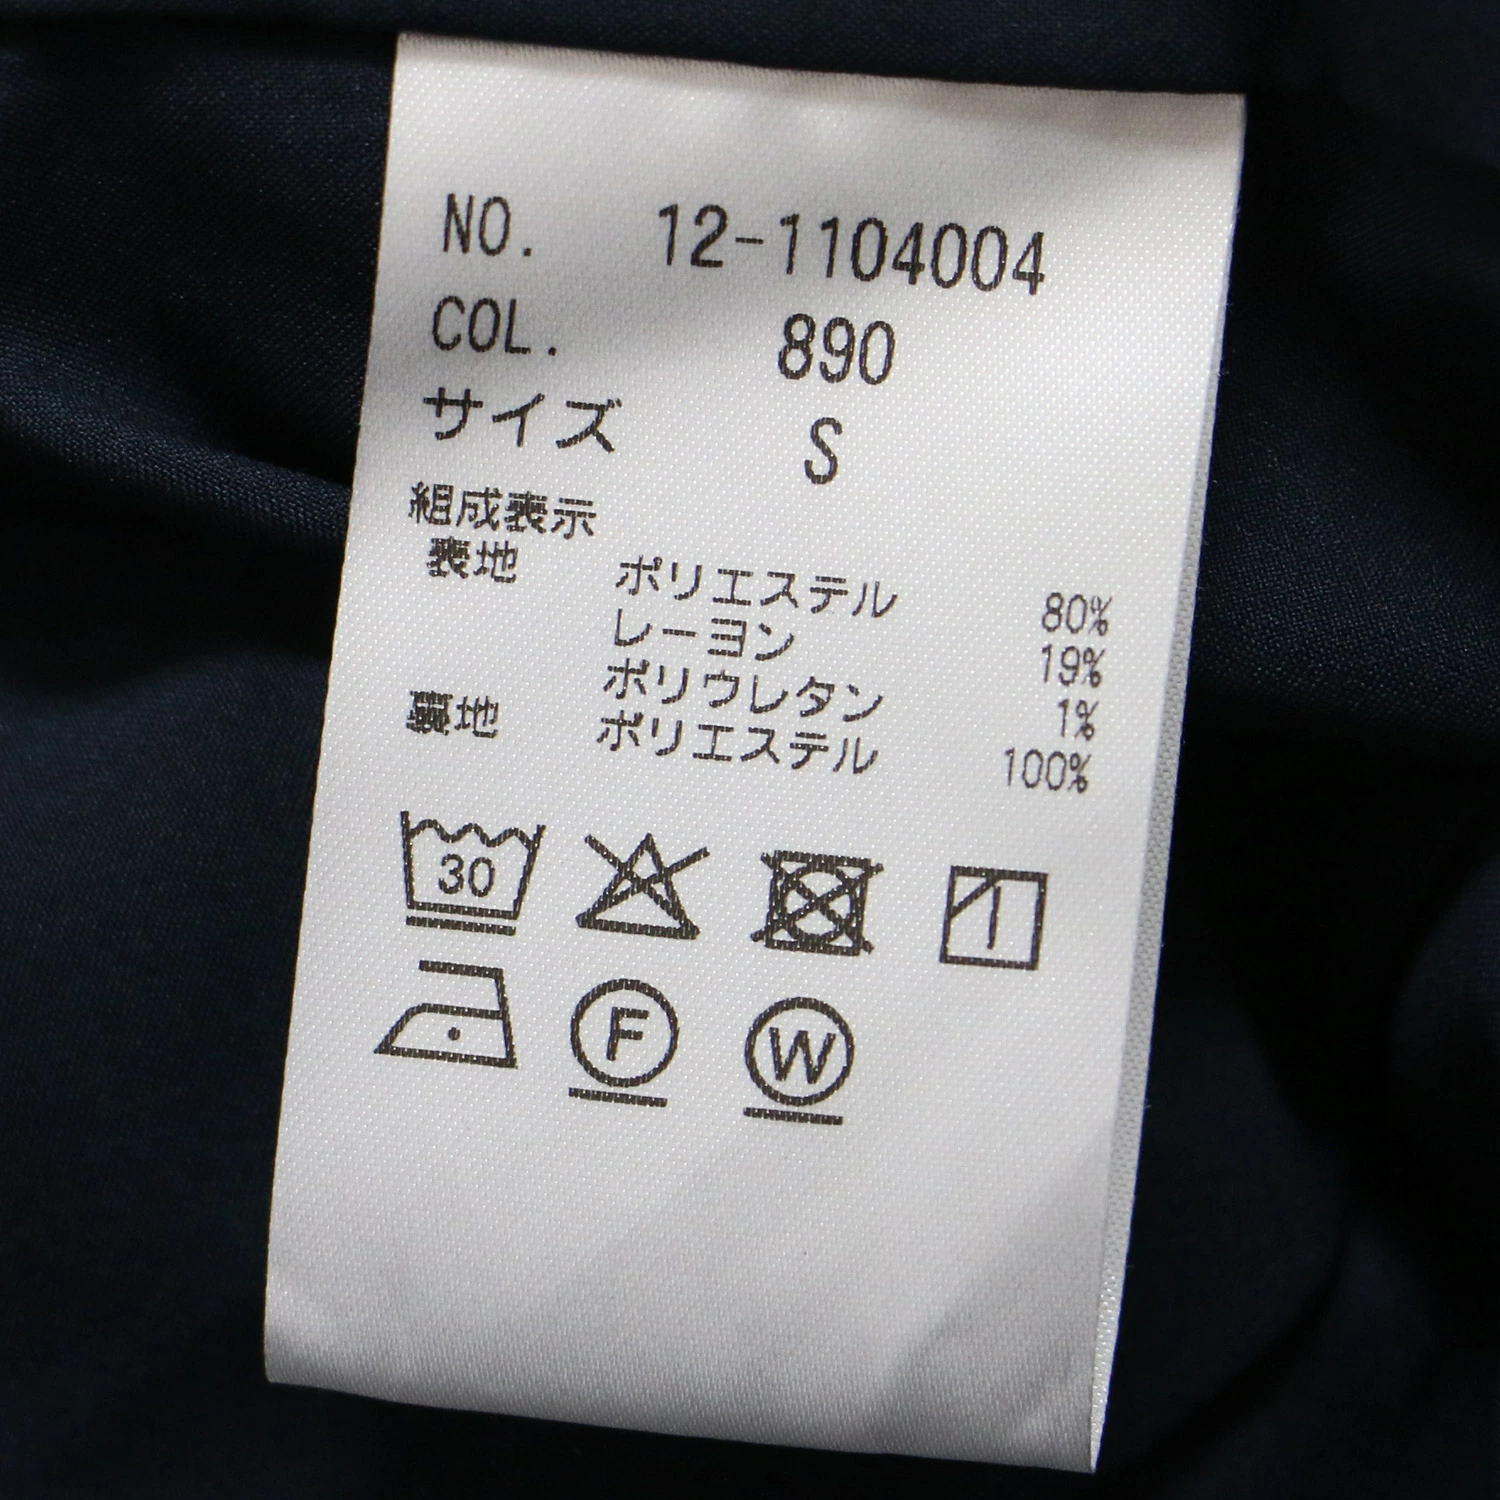 NO. 12-1104004
COL. 890
サイズ S
組成表示
表地 ポリエステル 80%
レーヨン 19%
ポリウレタン 1%
裏地 ポリエステル 100%
30
F W